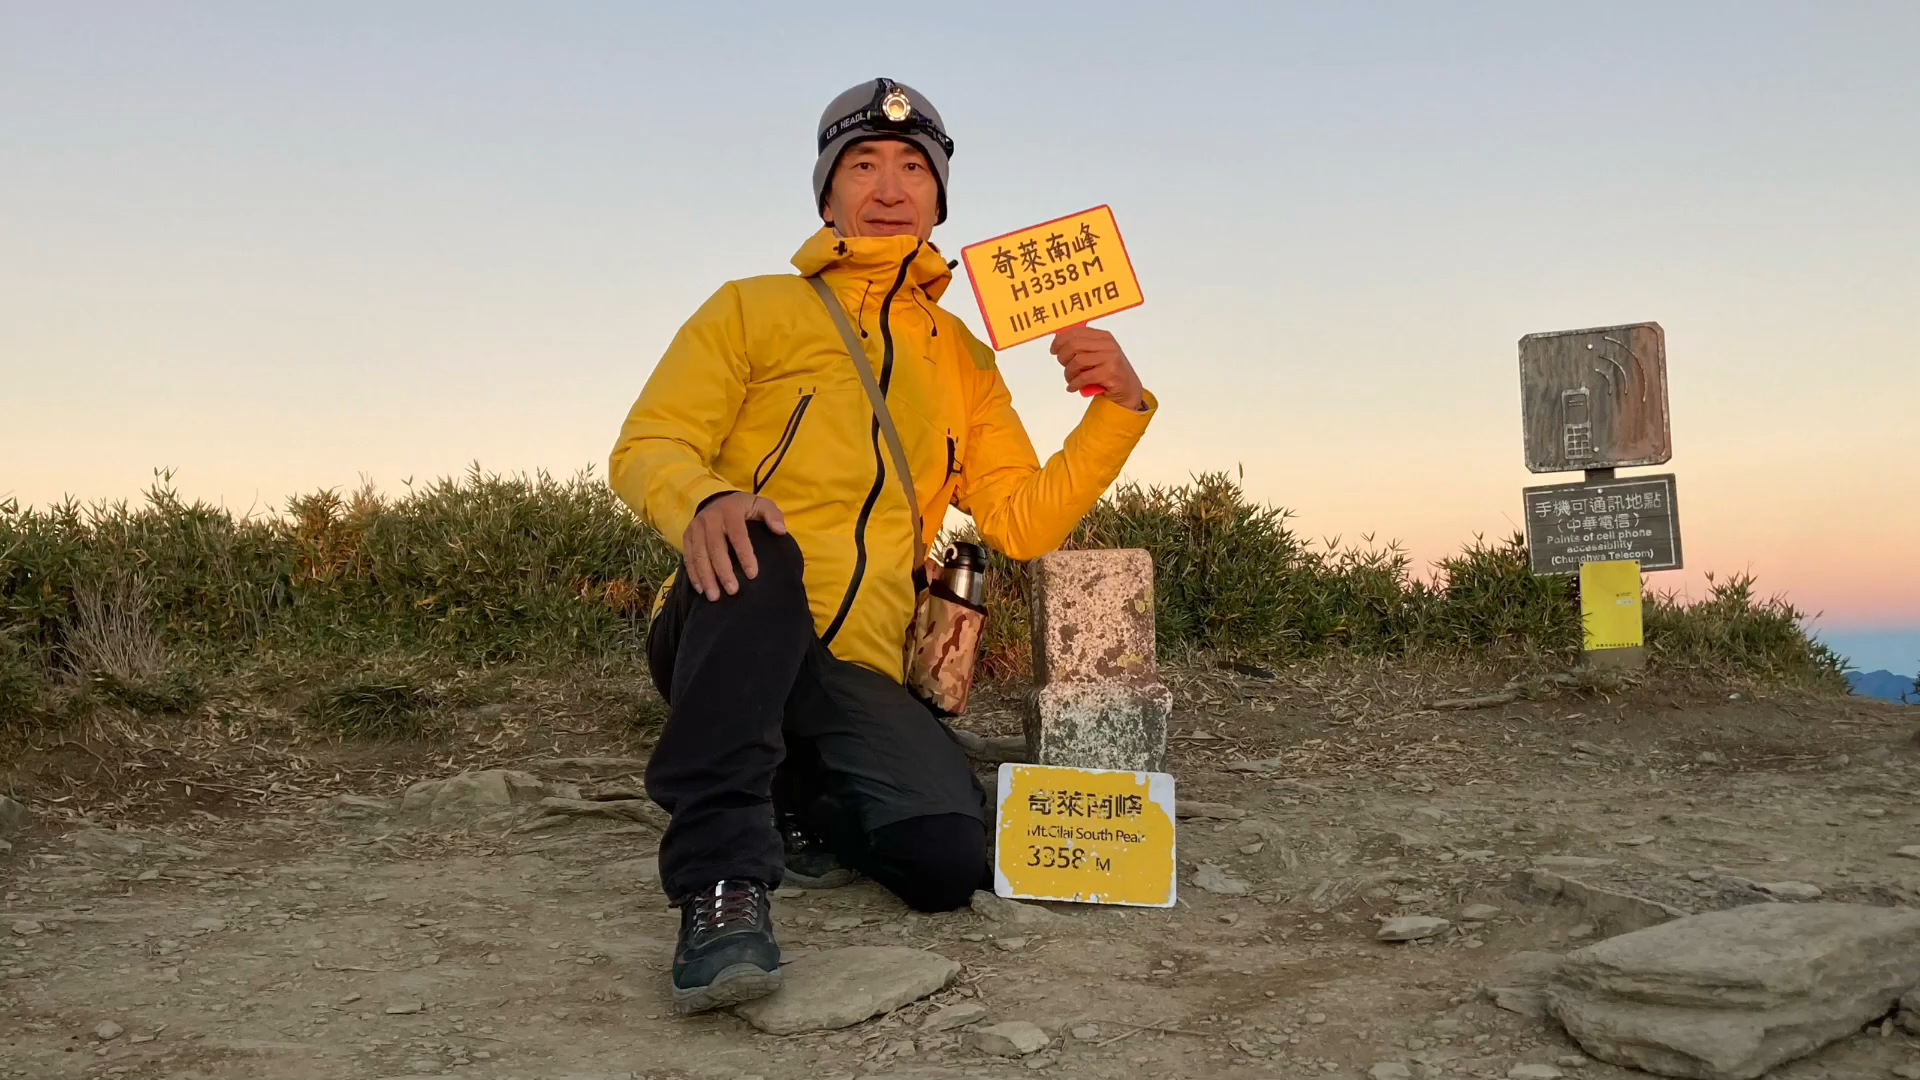 LED HEADL
奇萊南峰
H3358M
111年11月17日
手機可通訊地點
(中華電信)
Points of cell phone
accessibility
(Chunghwa Telecom)
奇萊南峰
Mt.Cilai South Peak
3358 M